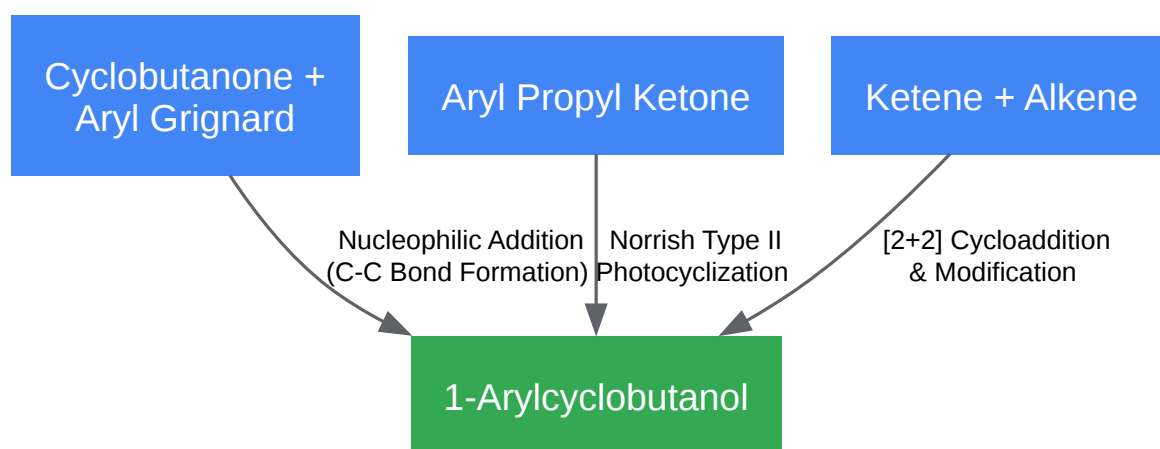 Cyclobutanone +
Aryl Grignard
Aryl Propyl Ketone
Ketene + Alkene
Nucleophilic Addition
(C-C Bond Formation)
Norrish Type II
Photocyclization
[2+2] Cycloaddition
& Modification
1-Arylcyclobutanol